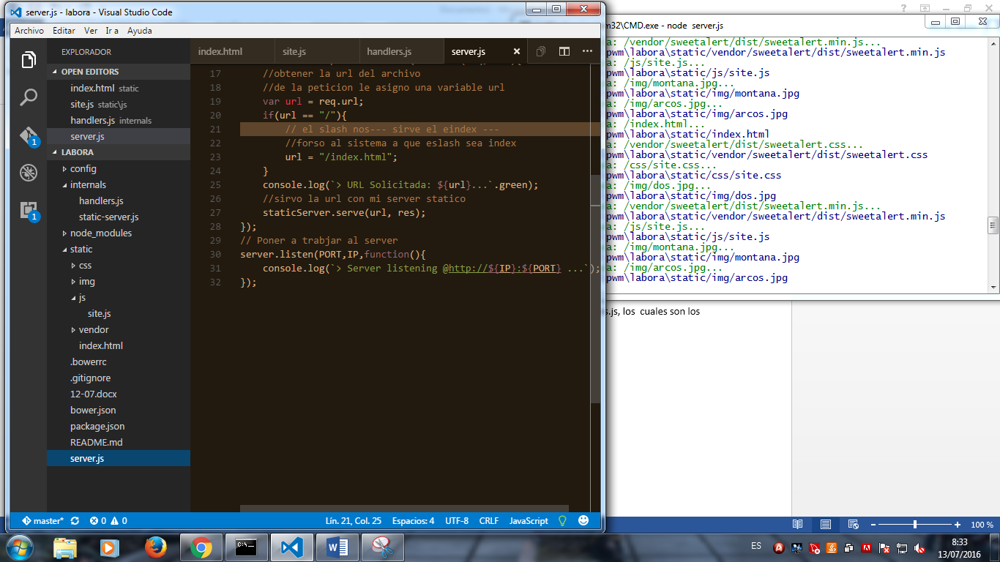 server.js - labora - Visual Studio Code
Archivo Editar Ver Ir a Ayuda
EXPLORADOR
OPEN EDITORS
index.html static
site.js static\js
handlers.js internals
server.js
LABORA
config
internals
handlers.js
static-server.js
node_modules
static
css
img
js
site.js
vendor
index.html
.bowerrc
.gitignore
12-07.docx
bower.json
package.json
README.md
server.js
1
1
index.html site.js handlers.js server.js
17 //obtener la url del archivo
18 //de la peticion le asigno una variable url
19 var url = req.url;
20 if(url == "/"){
21 // el slash nos--- sirve el eindex ---
22 //forso al sistema a que eslash sea index
23 url = "/index.html";
24 }
25 console.log(`> URL Solicitada: ${url}...`.green);
26 //sirvo la url con mi server statico
27 staticServer.serve(url, res);
28 });
29 // Poner a trabjar al server
30 server.listen(PORT,IP,function(){
31 console.log(`> Server listening @http://${IP}:${PORT} ...`);
32 });
master* 0 0 Lín. 21, Col. 25 Espacios: 4 UTF-8 CRLF JavaScript
m32\CMD.exe - node server.js
a: /vendor/sweetalert/dist/sweetalert.min.js...
pwm\labora\static/vendor/sweetalert/dist/sweetalert.min.js
a: /js/site.js...
pwm\labora\static/js/site.js
a: /img/montana.jpg...
pwm\labora\static/img/montana.jpg
a: /img/arcos.jpg...
pwm\labora\static/img/arcos.jpg
a: /index.html...
pwm\labora\static/index.html
a: /vendor/sweetalert/dist/sweetalert.css...
pwm\labora\static/vendor/sweetalert/dist/sweetalert.css
a: /css/site.css...
pwm\labora\static/css/site.css
a: /img/dos.jpg...
pwm\labora\static/img/dos.jpg
a: /vendor/sweetalert/dist/sweetalert.min.js...
pwm\labora\static/vendor/sweetalert/dist/sweetalert.min.js
a: /js/site.js...
pwm\labora\static/js/site.js
a: /img/montana.jpg...
pwm\labora\static/img/montana.jpg
a: /img/arcos.jpg...
pwm\labora\static/img/arcos.jpg
s.js, los cuales son los
100 %
ES
8:33
13/07/2016